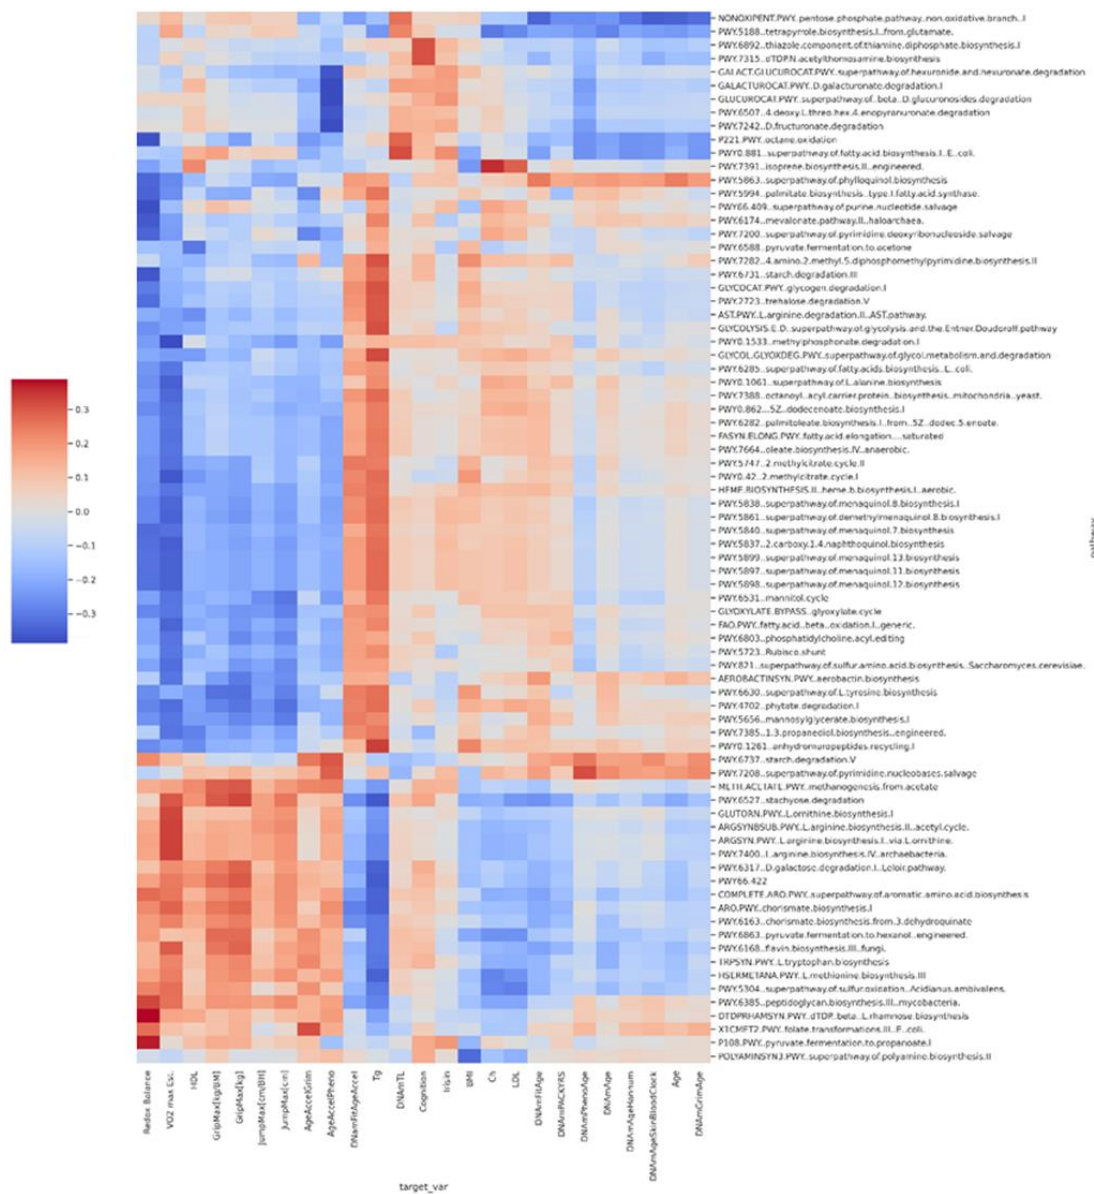 NONOXIPENT.PWY..pentose.phosphate.pathway..non.oxidative.branch..I
PWY.5188..tetrapyrrole.biosynthesis.I..from.glutamate.
PWY.6892..thiazole.component.of.thiamine.diphosphate.biosynthesis.I
PWY.7315..dTDP.N.acetylthomosamine.biosynthesis
GALACT.GLUCUROCAT.PWY..superpathway.of.hexuronide.and.hexuronate.degradation
GALACTUROCAT.PWY..D.galacturonate.degradation.I
GLUCUROCAT.PWY..superpathway.of..beta..D.glucuronosides.degradation
PWY.6507..4.deoxy.L.threo.hex.4.enopyranuronate.degradation
PWY.7242..D.fructuronate.degradation
P221.PWY..octane.oxidation
PWY0.881..superpathway.of.fatty.acid.biosynthesis.I..E..coli.
PWY.7391..isoprene.biosynthesis.II..engineered.
PWY.5863..superpathway.of.phylloquinol.biosynthesis
PWY.5994..palmitate.biosynthesis..type.I.fatty.acid.synthase.
PWY66.409..superpathway.of.purine.nucleotide.salvage
PWY.6174..mevalonate.pathway.II..haloarchaea.
PWY.7200..superpathway.of.pyrimidine.deoxyribonucleoside.salvage
PWY.6588..pyruvate.fermentation.to.acetone
PWY.7282..4.amino.2.methyl.5.diphosphomethylpyrimidine.biosynthesis.II
PWY.6731..starch.degradation.III
GLYCOCAT.PWY..glycogen.degradation.I
PWY.2723..trehalose.degradation.V
AST.PWY..L.arginine.degradation.II..AST.pathway.
GLYCOLYSIS.E.D..superpathway.of.glycolysis.and.the.Entner.Doudoroff.pathway
PWY0.1533..methylphosphonate.degradation.I
GLYCOL.GLYOXDEG.PWY..superpathway.of.glycol.metabolism.and.degradation
PWY.6285..superpathway.of.fatty.acids.biosynthesis..E..coli.
PWY0.1061..superpathway.of.L.alanine.biosynthesis
PWY.7388..octanoyl..acyl.carrier.protein..biosynthesis..mitochondria..yeast.
PWY0.862...5Z..dodecenoate.biosynthesis.I
PWY.6282..palmitoleate.biosynthesis.I..from..5Z..dodec.5.enoate.
FASYN.ELONG.PWY..fatty.acid.elongation....saturated
PWY.7664..oleate.biosynthesis.IV..anaerobic.
PWY.5747..2.methylcitrate.cycle.II
PWY0.42..2.methylcitrate.cycle.I
HEME.BIOSYNTHESIS.II..heme.b.biosynthesis.I..aerobic.
PWY.5838..superpathway.of.menaquinol.8.biosynthesis.I
PWY.5861..superpathway.of.demethylmenaquinol.8.biosynthesis.I
PWY.5840..superpathway.of.menaquinol.7.biosynthesis
PWY.5837..2.carboxy.1.4.naphthoquinol.biosynthesis
PWY.5899..superpathway.of.menaquinol.13.biosynthesis
PWY.5897..superpathway.of.menaquinol.11.biosynthesis
PWY.5898..superpathway.of.menaquinol.12.biosynthesis
PWY.6531..mannitol.cycle
GLYOXYLATE.BYPASS..glyoxylate.cycle
FAO.PWY..fatty.acid..beta..oxidation.I..generic.
PWY.6803..phosphatidylcholine.acyl.editing
PWY.5723..Rubisco.shunt
PWY.821..superpathway.of.sulfur.amino.acid.biosynthesis..Saccharomyces.cerevisiae.
AEROBACTINSYN.PWY..aerobactin.biosynthesis
PWY.6630..superpathway.of.L.tyrosine.biosynthesis
PWY.4702..phytate.degradation.I
PWY.5656..mannosylglycerate.biosynthesis.I
PWY.7385..1.3.propanediol.biosynthesis..engineered.
PWY0.1261..anhydromuropeptides.recycling.I
PWY.6737..starch.degradation.V
PWY.7208..superpathway.of.pyrimidine.nucleobases.salvage
METH.ACETATE.PWY..methanogenesis.from.acetate
PWY.6527..stachyose.degradation
GLUTORN.PWY..L.ornithine.biosynthesis.I
ARGSYNBSUB.PWY..L.arginine.biosynthesis.II..acetyl.cycle.
ARGSYN.PWY..L.arginine.biosynthesis.I..via.L.ornithine.
PWY.7400..L.arginine.biosynthesis.IV..archaebacteria.
PWY.6317..D.galactose.degradation.I..Leloir.pathway.
PWY66.422
COMPLETE.ARO.PWY..superpathway.of.aromatic.amino.acid.biosynthesis
ARO.PWY..chorismate.biosynthesis.I
PWY.6163..chorismate.biosynthesis.from.3.dehydroquinate
PWY.6863..pyruvate.fermentation.to.hexanol..engineered.
PWY.6168..flavin.biosynthesis.III..fungi.
TRPSYN.PWY..L.tryptophan.biosynthesis
HSERMETANA.PWY..L.methionine.biosynthesis.III
PWY.5304..superpathway.of.sulfur.oxidation..Acidianus.ambivalens.
PWY.6385..peptidoglycan.biosynthesis.III..mycobacteria.
DTDPRHAMSYN.PWY..dTDP..beta..L.rhamnose.biosynthesis
X1CMET2.PWY..folate.transformations.III..E..coli.
P108.PWY..pyruvate.fermentation.to.propanoate.I
POLYAMINSYN3.PWY..superpathway.of.polyamine.biosynthesis.II
0.3
0.2
0.1
0.0
−0.1
−0.2
−0.3
Redox Balance
VO2 max Est.
HDL
GripMax[kg/BM]
GripMax[kg]
JumpMax[cm/BH]
JumpMax[cm]
AgeAccelGrim
AgeAccelPheno
DNAmFitAgeAccel
Tg
DNAmTL
Cognition
Irisin
BMI
Ch
LDL
DNAmFitAge
DNAmPACKYRS
DNAmPhenoAge
DNAmAge
DNAmAgeHannum
DNAmAgeSkinBloodClock
Age
DNAmGrimAge
target_var